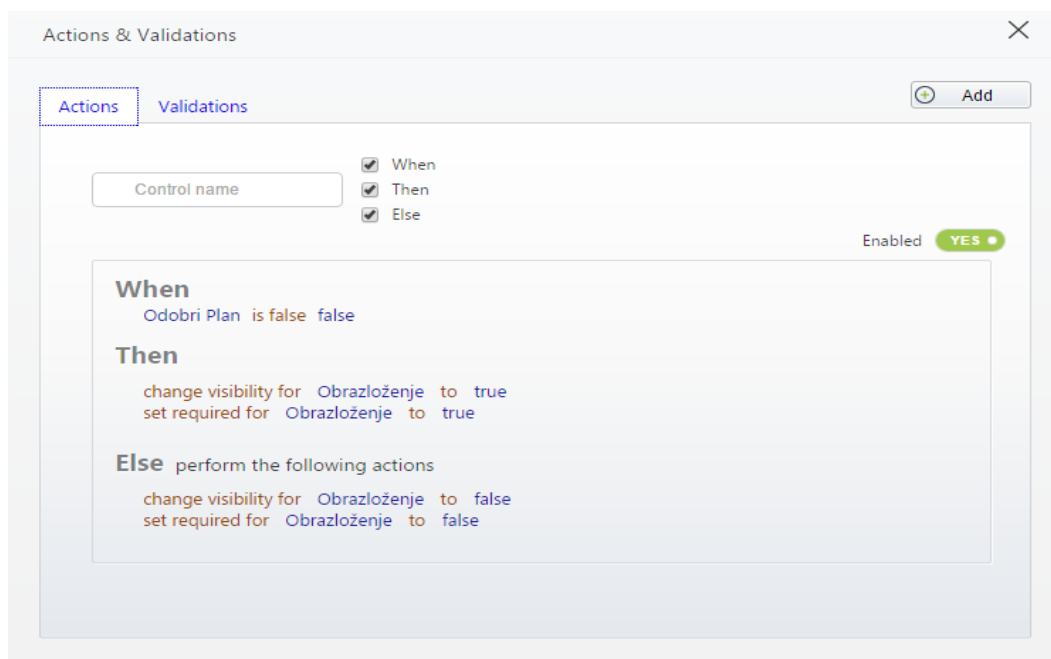 Actions & Validations
Actions Validations
Add
When
Control name
Then
Else
Enabled YES
When
Odobri Plan is false false
Then
change visibility for Obrazloženje to true
set required for Obrazloženje to true
Else perform the following actions
change visibility for Obrazloženje to false
set required for Obrazloženje to false